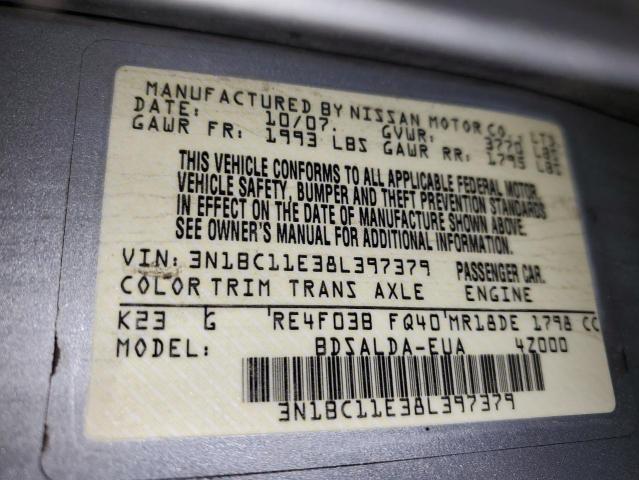 MANUFACTURED BY NISSAN MOTOR CO., LTD
DATE: 10/07. GVWR: 3770 LBS
GAWR FR: 1993 LBS GAWR RR: 1795 LBS
THIS VEHICLE CONFORMS TO ALL APPLICABLE FEDERAL MOTOR
VEHICLE SAFETY, BUMPER AND THEFT PREVENTION STANDARDS
IN EFFECT ON THE DATE OF MANUFACTURE SHOWN ABOVE.
SEE OWNER'S MANUAL FOR ADDITIONAL INFORMATION.
VIN: 3N1BC11E38L397379 PASSENGER CAR.
COLOR TRIM TRANS AXLE ENGINE
K23 G RE4F03B FQ40 MR18DE 1798 CC
MODEL: BDSALDA-EUA 4Z000
3N1BC11E38L397379